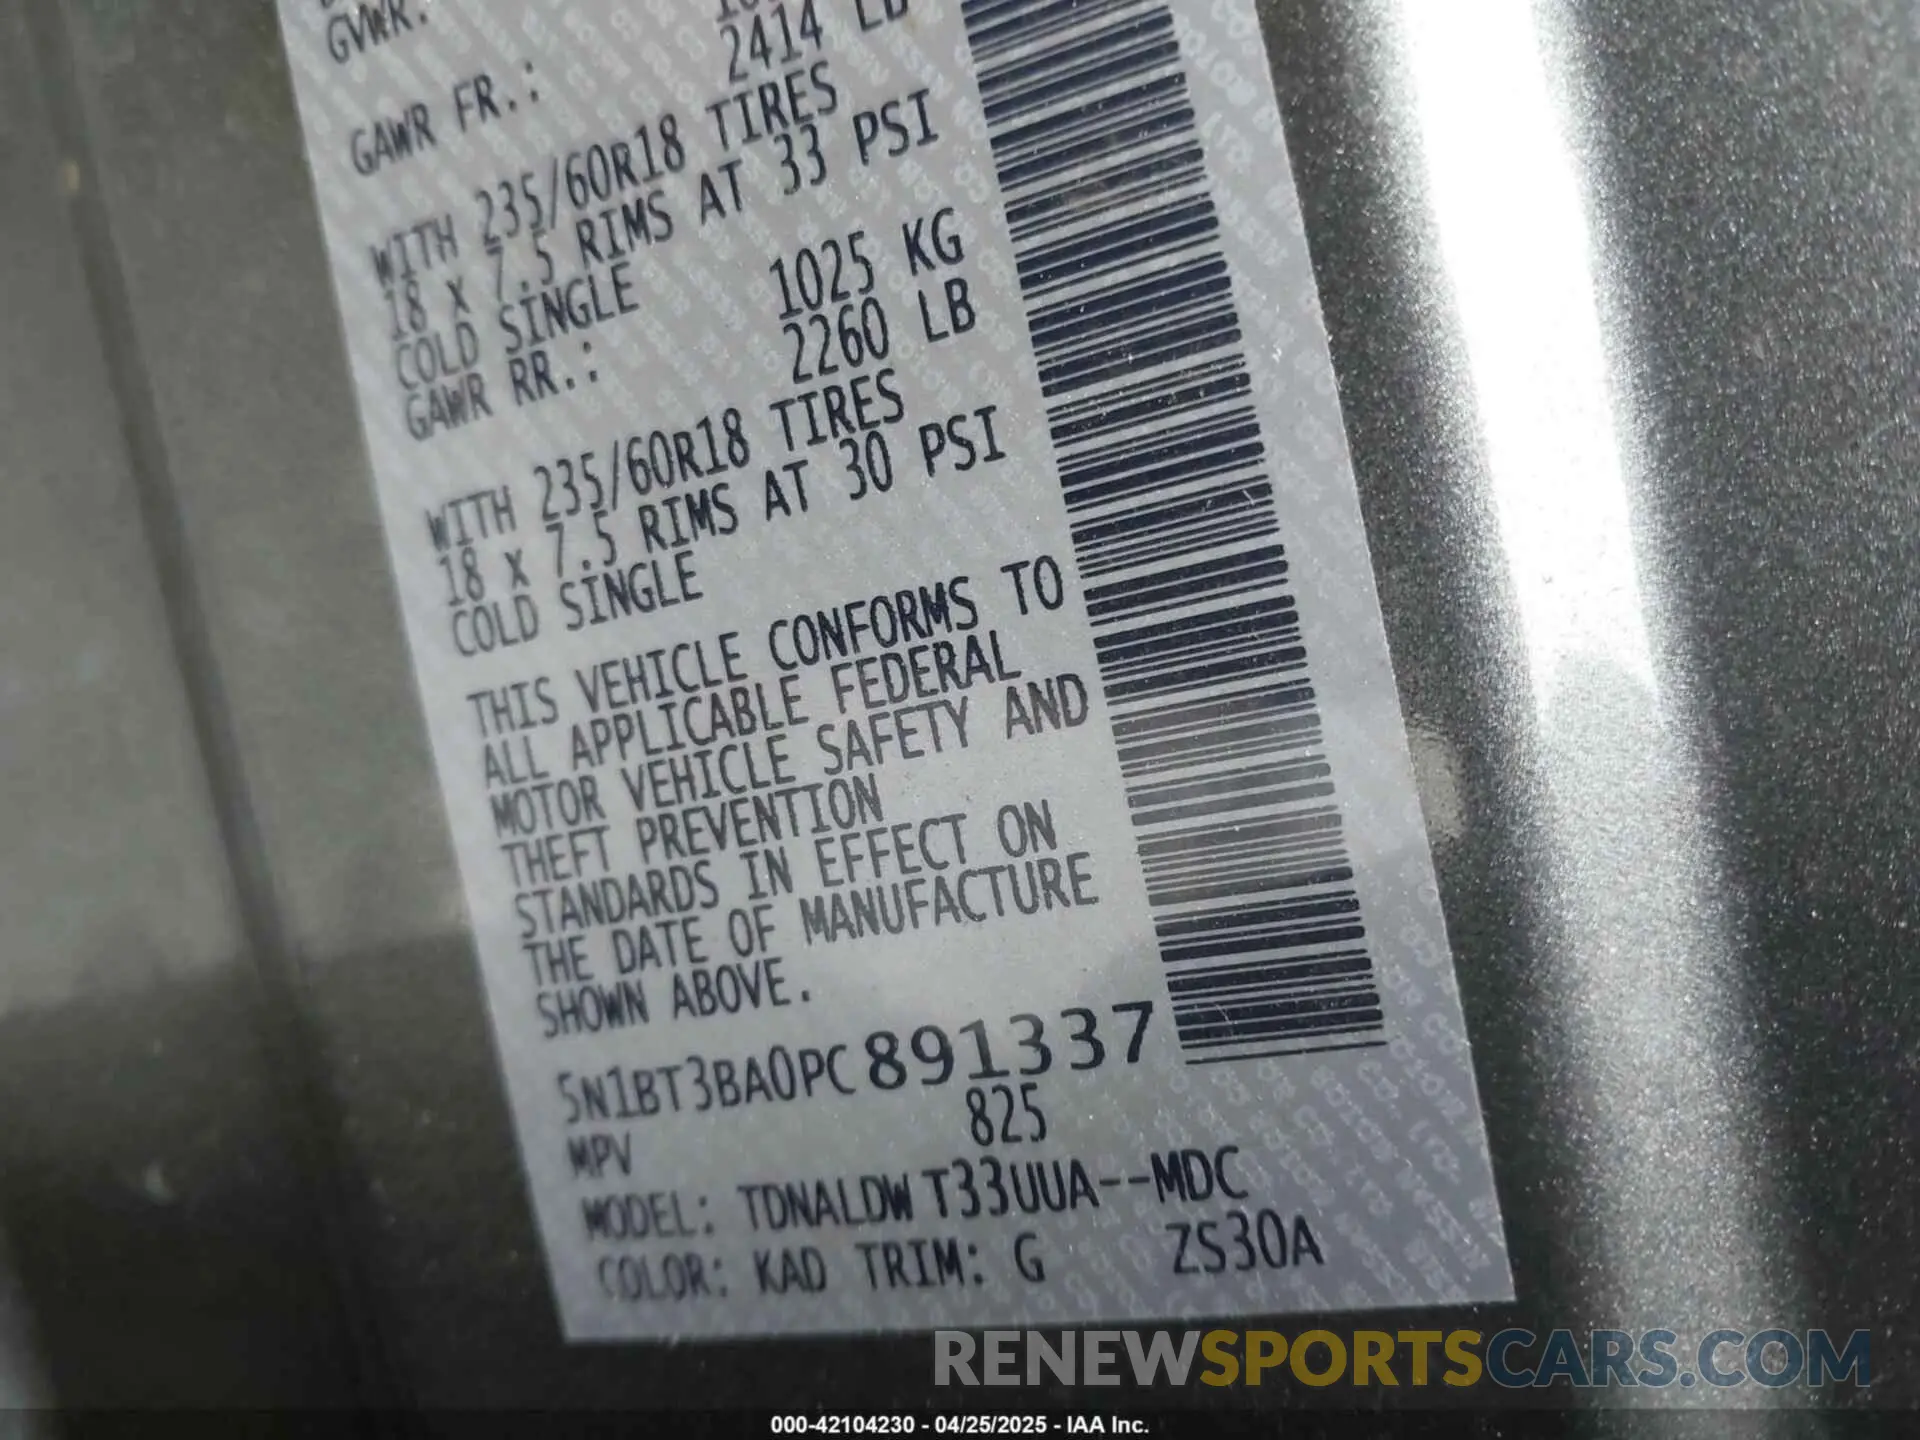 GVWR:
2414 LB
GAWR FR.:
WITH 235/60R18 TIRES
18 x 7.5 RIMS AT 33 PSI
COLD SINGLE
1025 KG
GAWR RR.:
2260 LB
WITH 235/60R18 TIRES
18 x 7.5 RIMS AT 30 PSI
COLD SINGLE
THIS VEHICLE CONFORMS TO
ALL APPLICABLE FEDERAL
MOTOR VEHICLE SAFETY AND
THEFT PREVENTION
STANDARDS IN EFFECT ON
THE DATE OF MANUFACTURE
SHOWN ABOVE.
5N1BT3BA0PC891337
MPV 825
MODEL: TDNALDW T33UUA--MDC
COLOR: KAD TRIM: G ZS30A
RENEWSPORTSCARS.COM
000-42104230 - 04/25/2025 - IAA Inc.